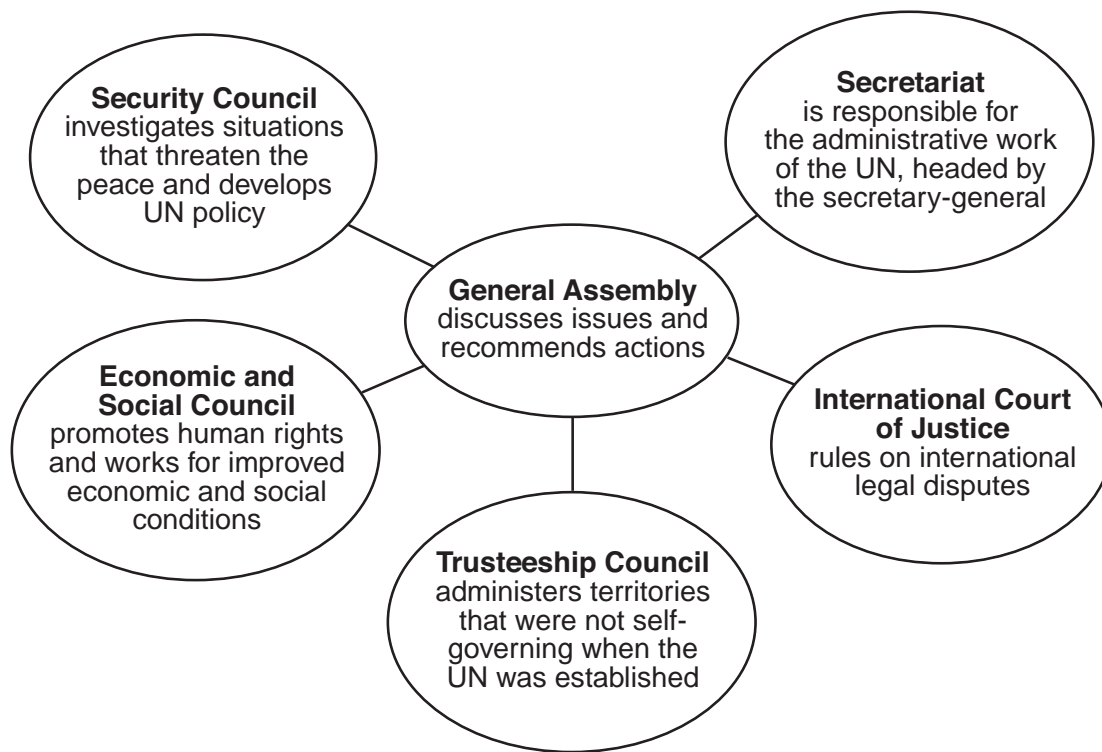 Security Council
investigates situations
that threaten the
peace and develops
UN policy
Secretariat
is responsible for
the administrative work
of the UN, headed by
the secretary-general
General Assembly
discusses issues and
recommends actions
Economic and
Social Council
promotes human rights
and works for improved
economic and social
conditions
International Court
of Justice
rules on international
legal disputes
Trusteeship Council
administers territories
that were not self-
governing when the
UN was established